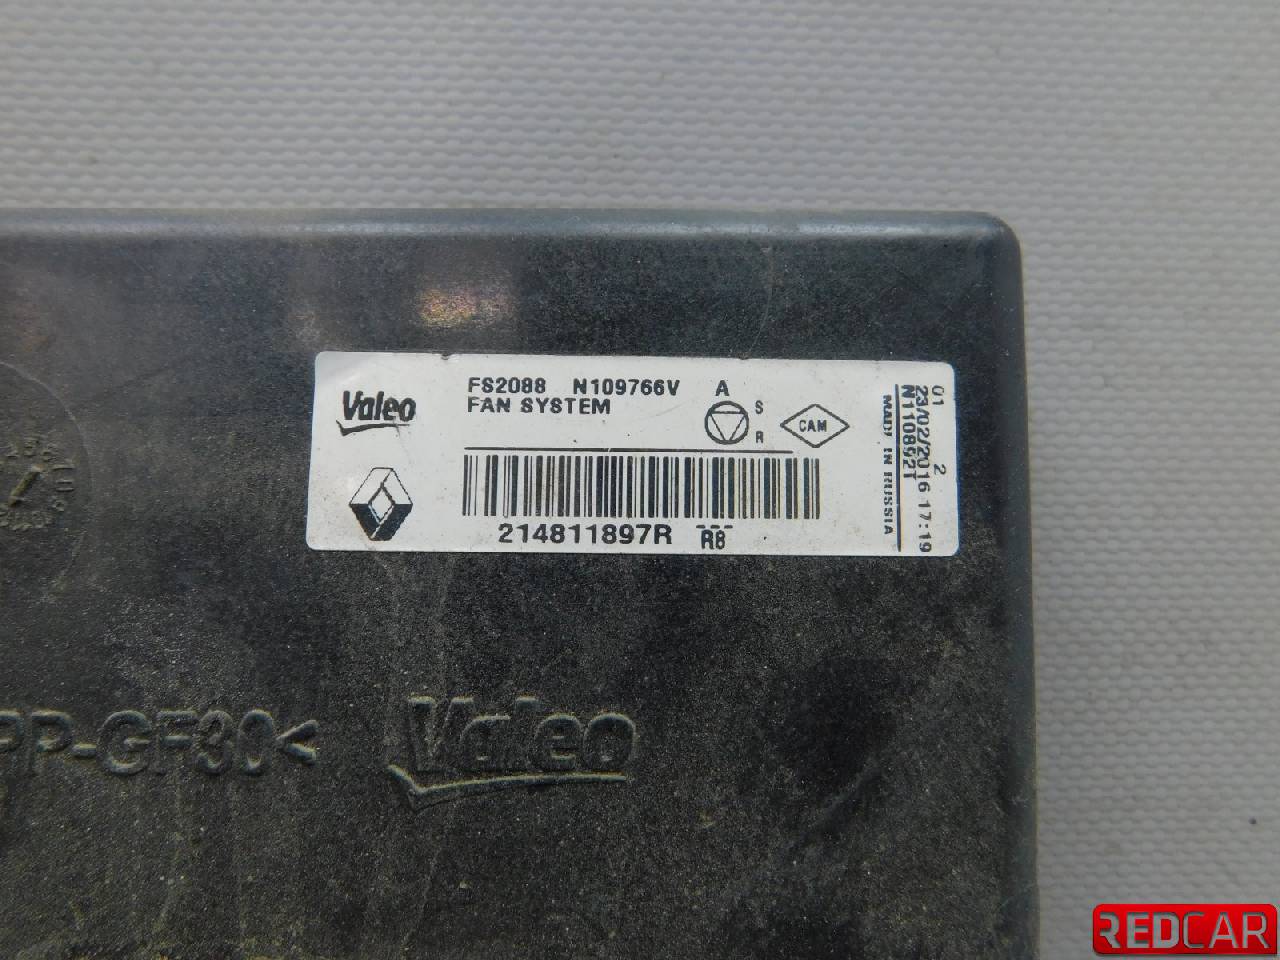 Valeo
FS2088 N109766V A
FAN SYSTEM
S
R
CAM
214811897R R8
01 2
23/02/2016 17:19
N110892T
MADE IN RUSSIA
PP-GF30<
Valeo
REDCAR